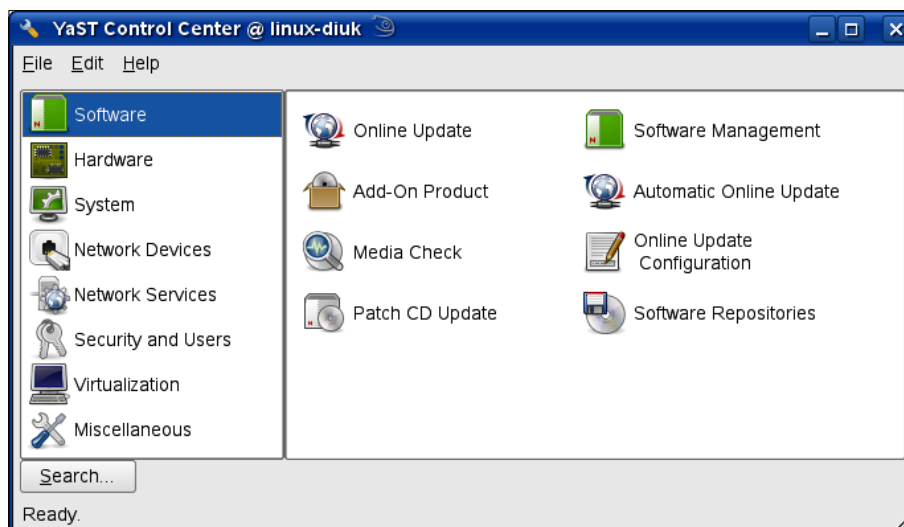 YaST Control Center @ linux-diuk
File Edit Help
Software
Hardware
System
Network Devices
Network Services
Security and Users
Virtualization
Miscellaneous
Online Update
Software Management
Add-On Product
Automatic Online Update
Media Check
Online Update
Configuration
Patch CD Update
Software Repositories
Search...
Ready.